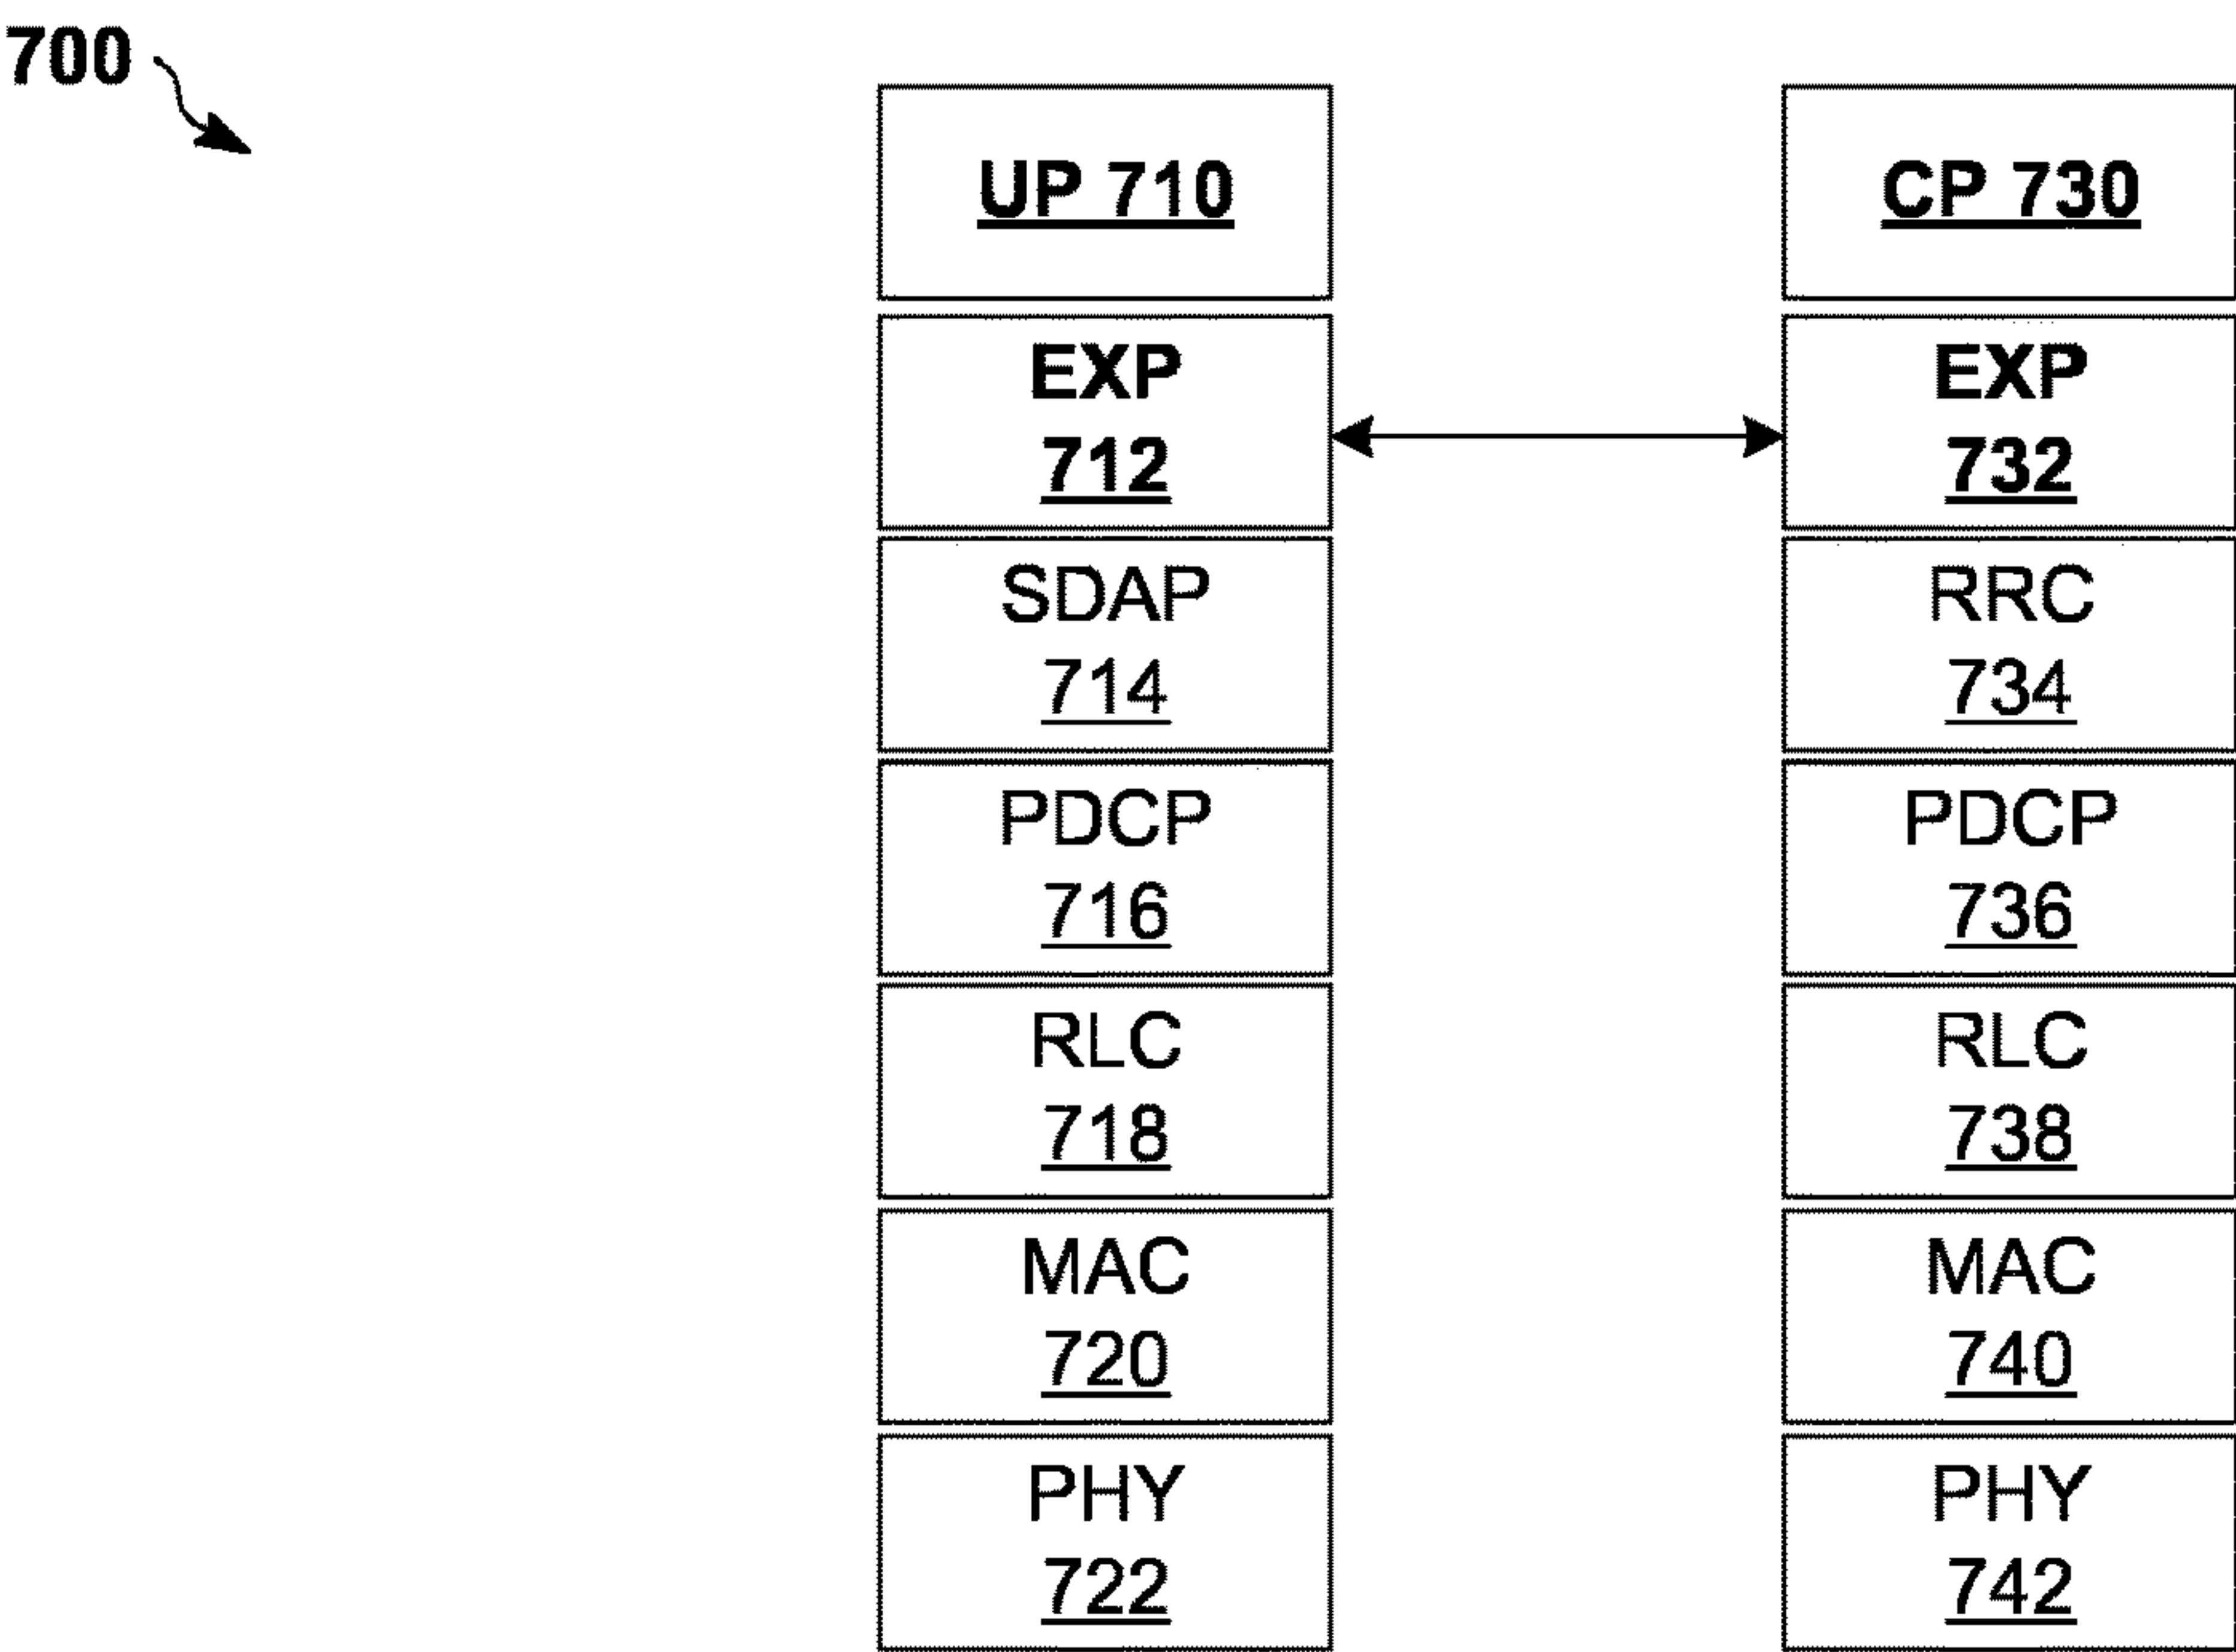 700
UP 710
CP 730
EXP
712
EXP
732
SDAP
714
RRC
734
PDCP
716
PDCP
736
RLC
718
RLC
738
MAC
720
MAC
740
PHY
722
PHY
742